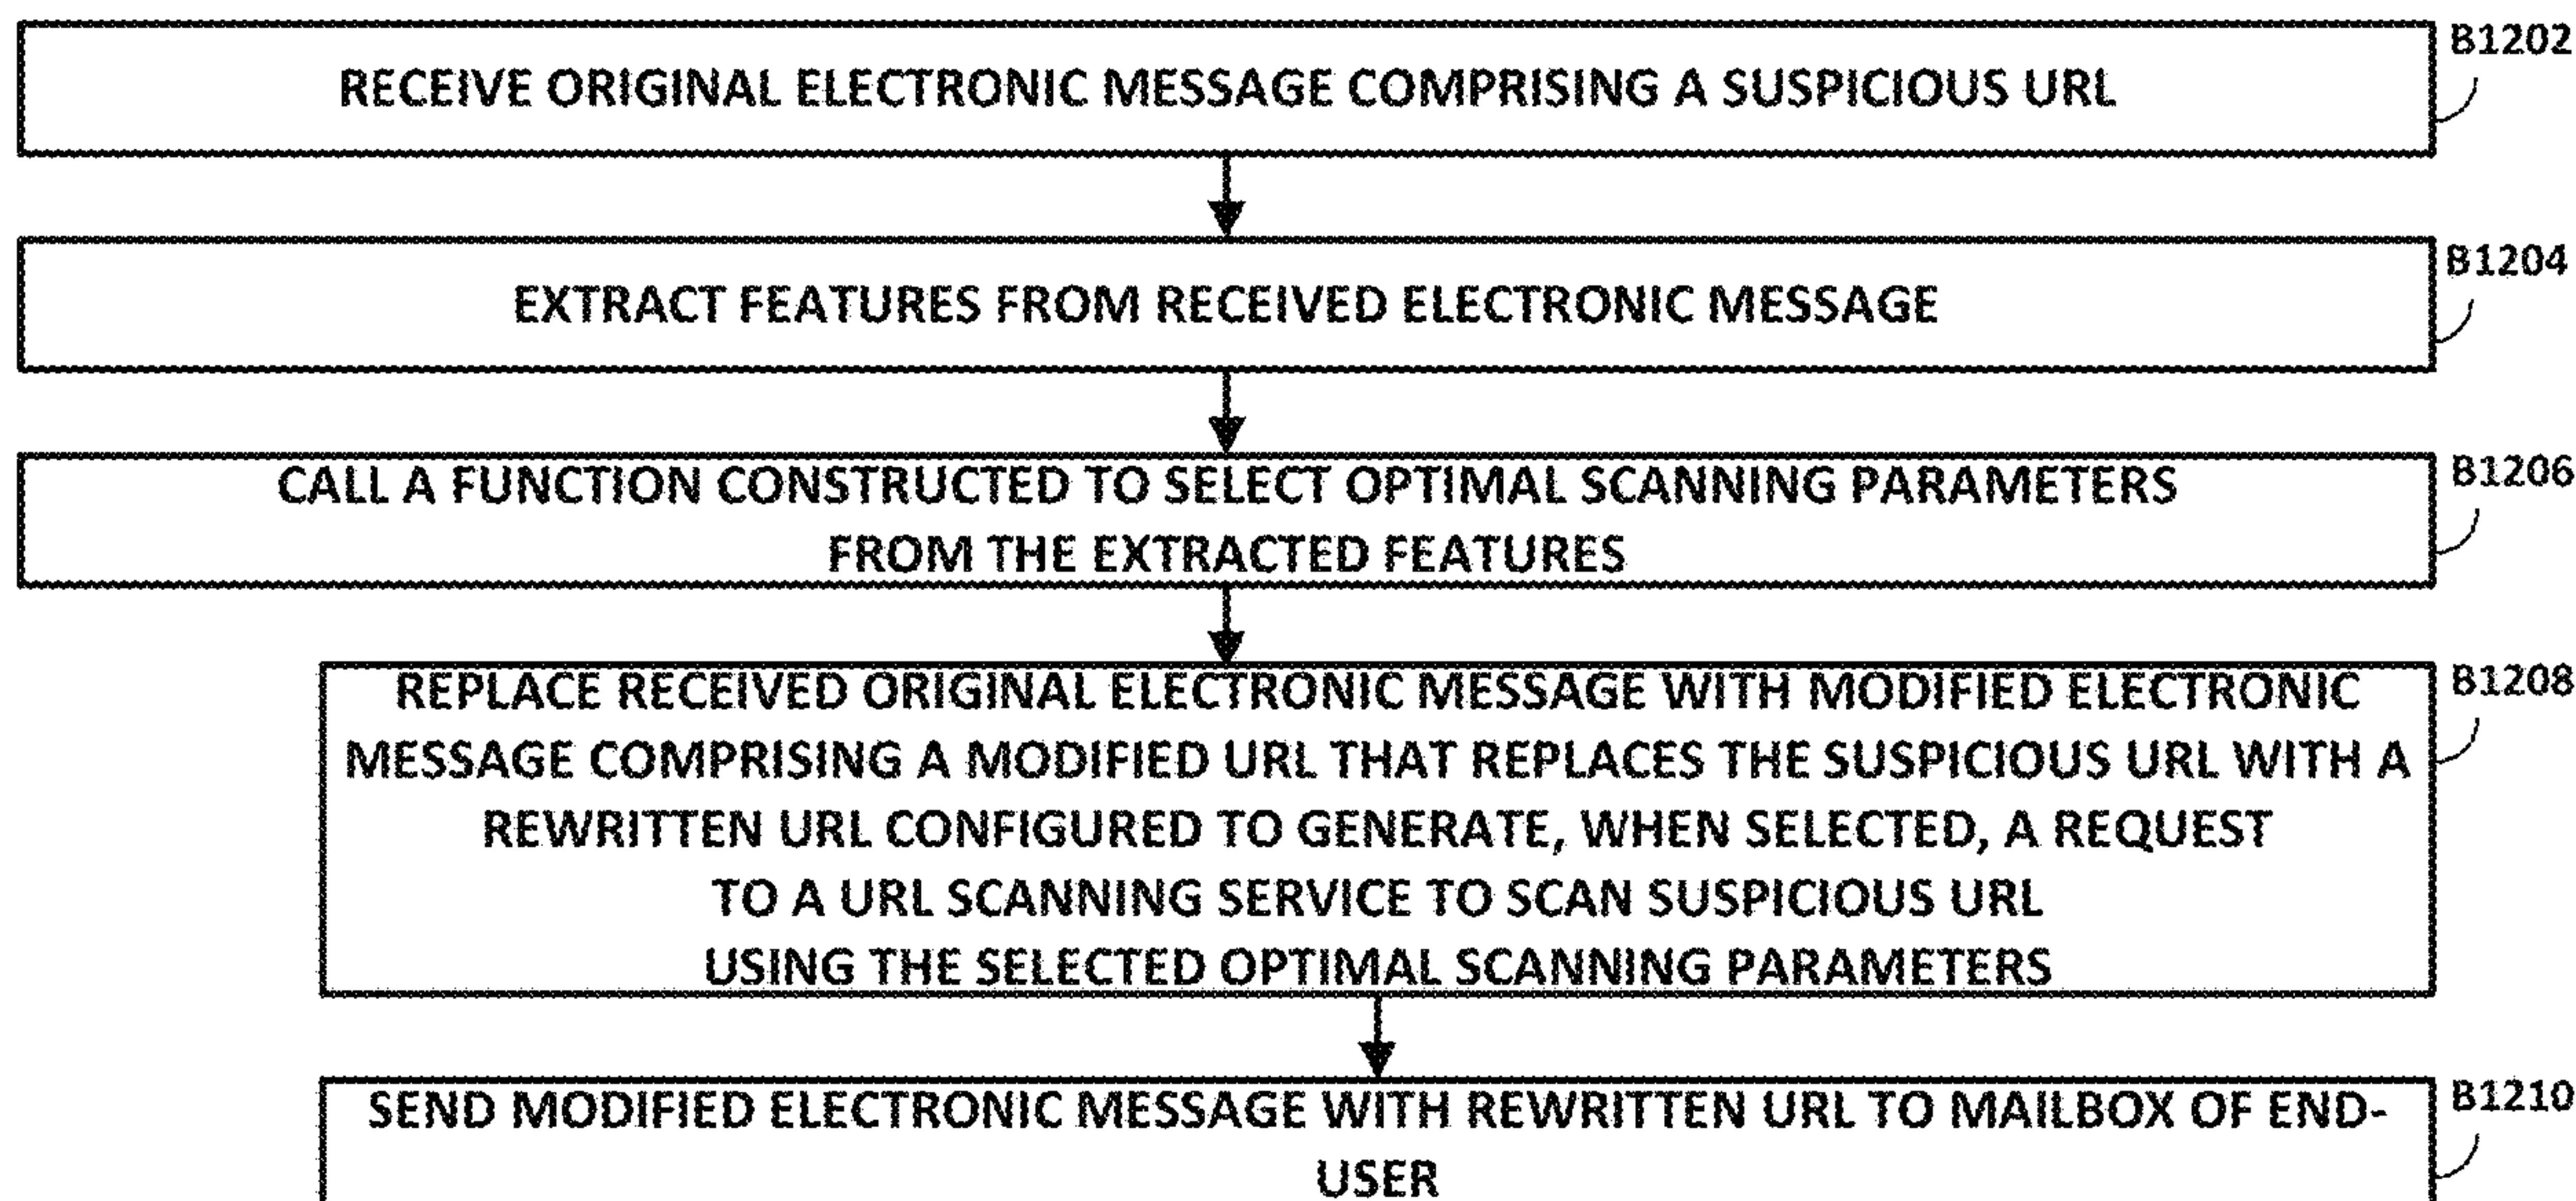 B1202
RECEIVE ORIGINAL ELECTRONIC MESSAGE COMPRISING A SUSPICIOUS URL
B1204
EXTRACT FEATURES FROM RECEIVED ELECTRONIC MESSAGE
B1206
CALL A FUNCTION CONSTRUCTED TO SELECT OPTIMAL SCANNING PARAMETERS
FROM THE EXTRACTED FEATURES
B1208
REPLACE RECEIVED ORIGINAL ELECTRONIC MESSAGE WITH MODIFIED ELECTRONIC
MESSAGE COMPRISING A MODIFIED URL THAT REPLACES THE SUSPICIOUS URL WITH A
REWRITTEN URL CONFIGURED TO GENERATE, WHEN SELECTED, A REQUEST
TO A URL SCANNING SERVICE TO SCAN SUSPICIOUS URL
USING THE SELECTED OPTIMAL SCANNING PARAMETERS
B1210
SEND MODIFIED ELECTRONIC MESSAGE WITH REWRITTEN URL TO MAILBOX OF END-
USER